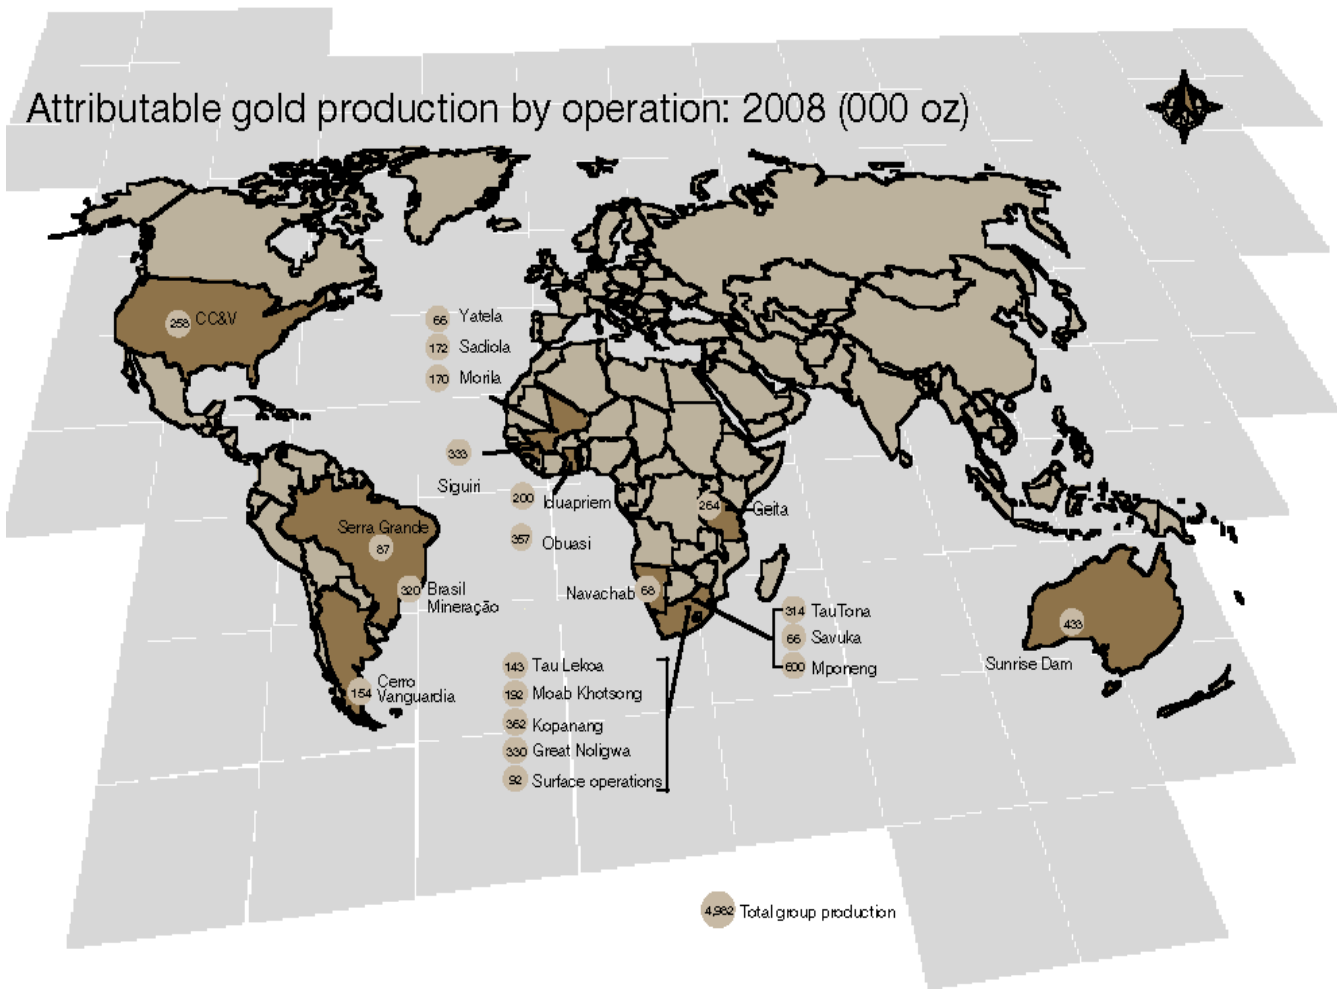 Attributable gold production by operation: 2008 (000 oz)
258 CC&V
66 Yatela
172 Sadiola
170 Morila
333
Siguiri
200 Iduapriem
357 Obuasi
264 Geita
Serra Grande
87
320 Brasil
Mineração
Navachab 68
314 TauTona
66 Savuka
600 Mponeng
433
Sunrise Dam
154 Cerro
Vanguardia
143 Tau Lekoa
192 Moab Khotsong
362 Kopanang
330 Great Noligwa
92 Surface operations
4,982 Total group production